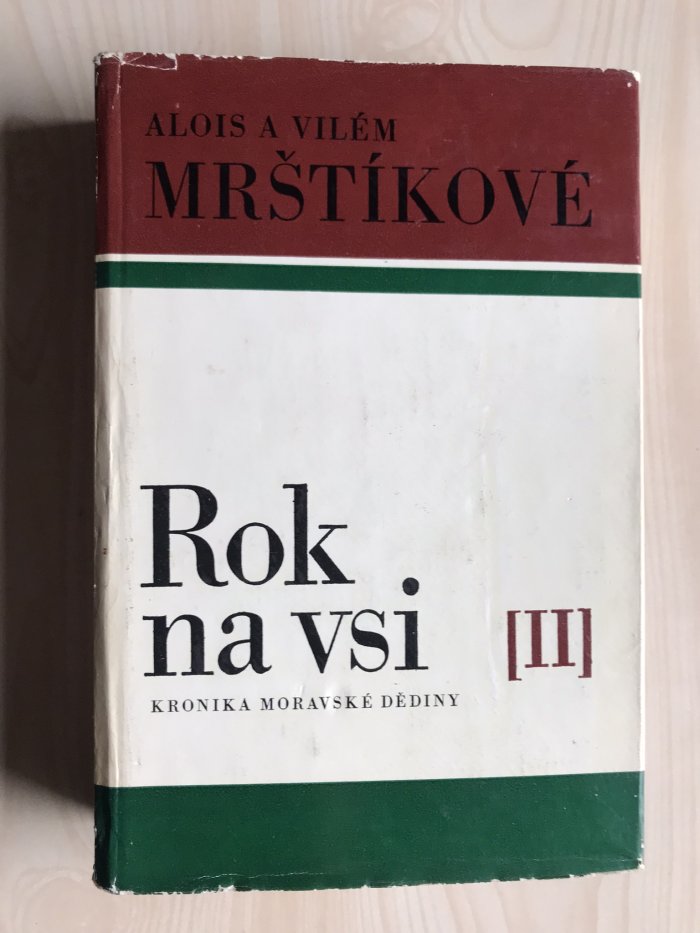 ALOIS A VILÉM
MRŠTÍKOVÉ
Rok
na vsi [II]
KRONIKA MORAVSKÉ DĚDINY